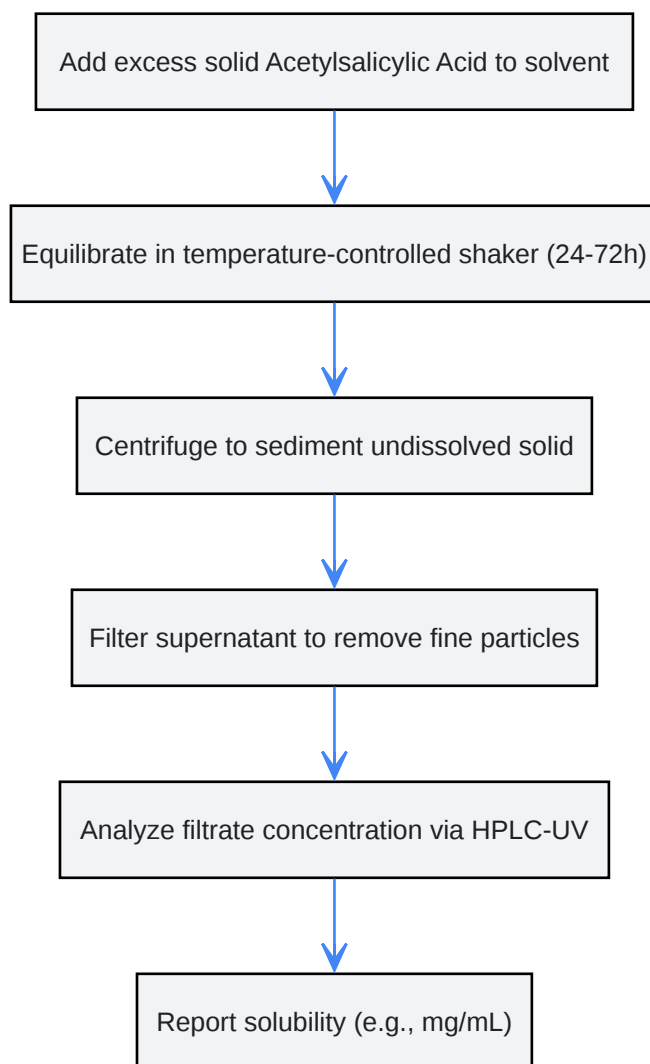 Add excess solid Acetylsalicylic Acid to solvent
Equilibrate in temperature-controlled shaker (24-72h)
Centrifuge to sediment undissolved solid
Filter supernatant to remove fine particles
Analyze filtrate concentration via HPLC-UV
Report solubility (e.g., mg/mL)